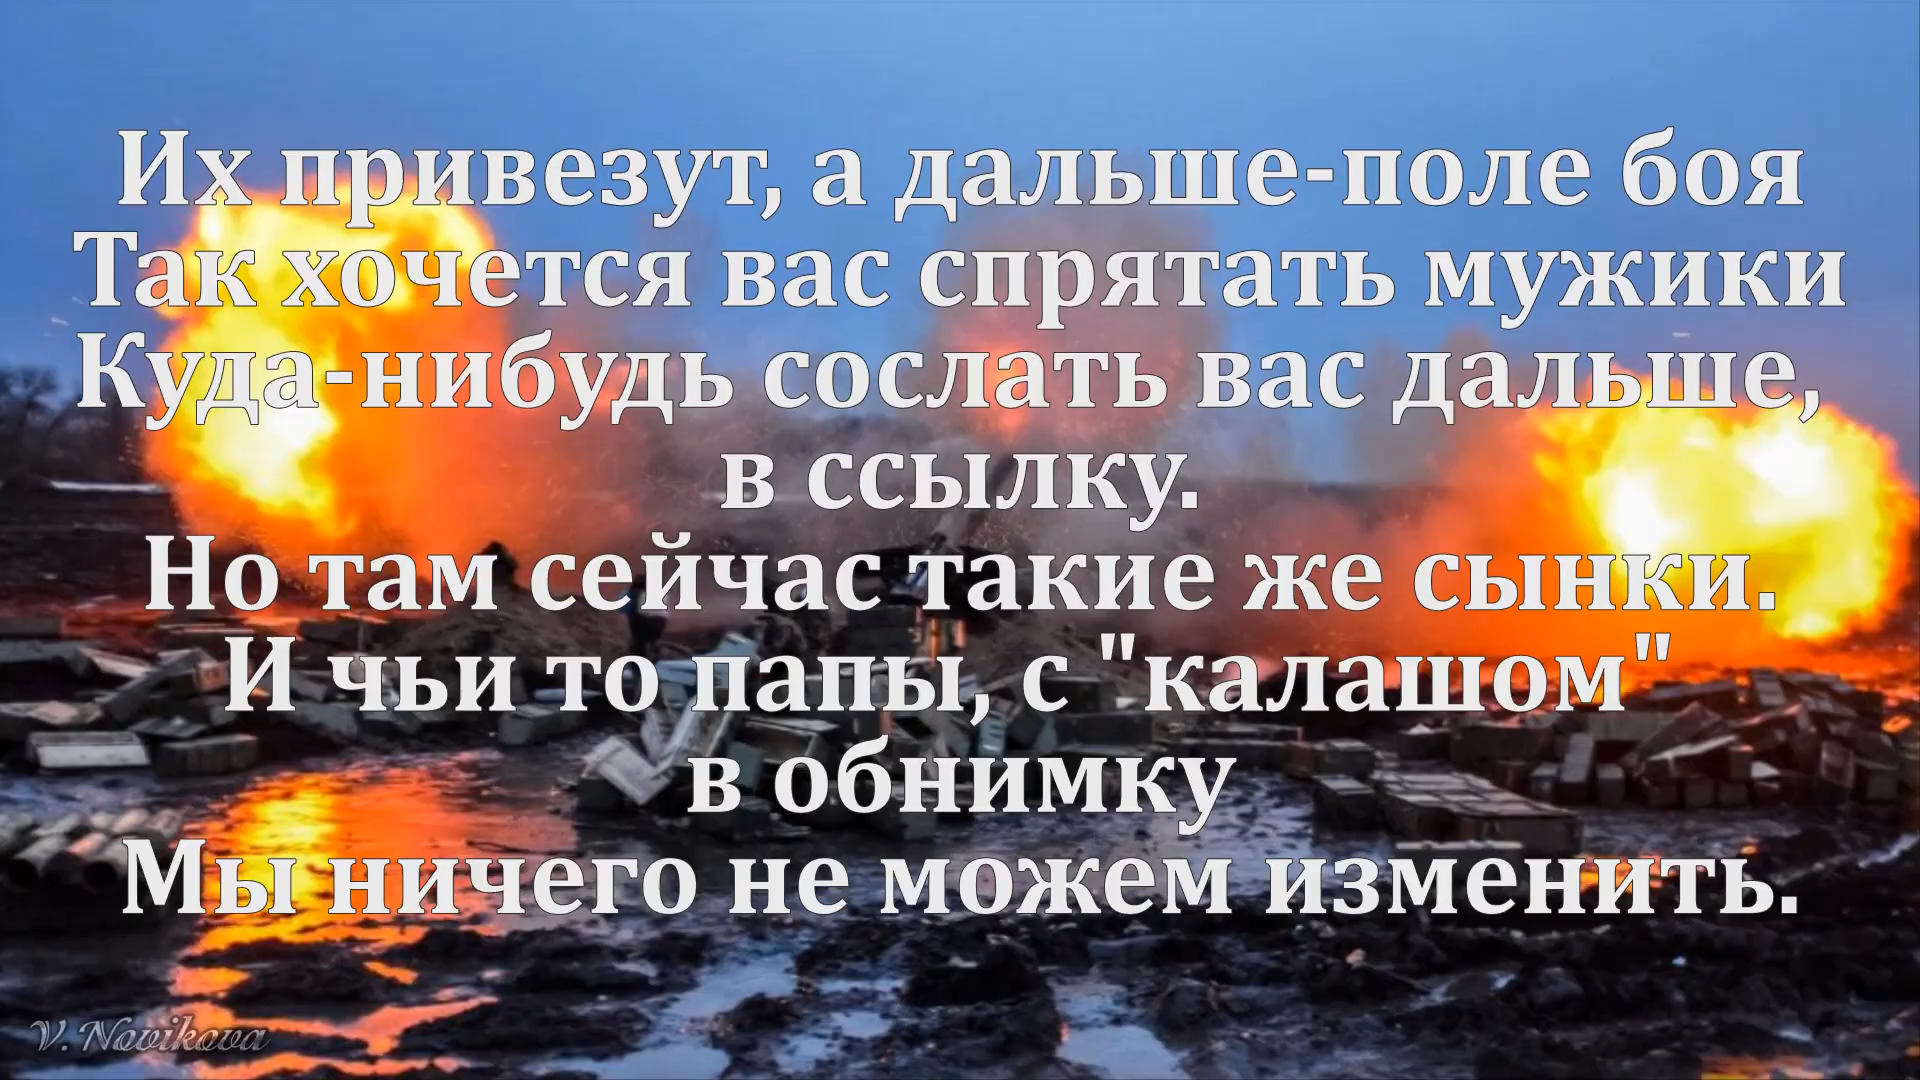 Их привезут, а дальше-поле боя
Так хочется вас спрятать мужики
Куда-нибудь сослать вас дальше,
в ссылку.
Но там сейчас такие же сынки.
И чьи то папы, с "калашом"
в обнимку
Мы ничего не можем изменить.
V. Novikova